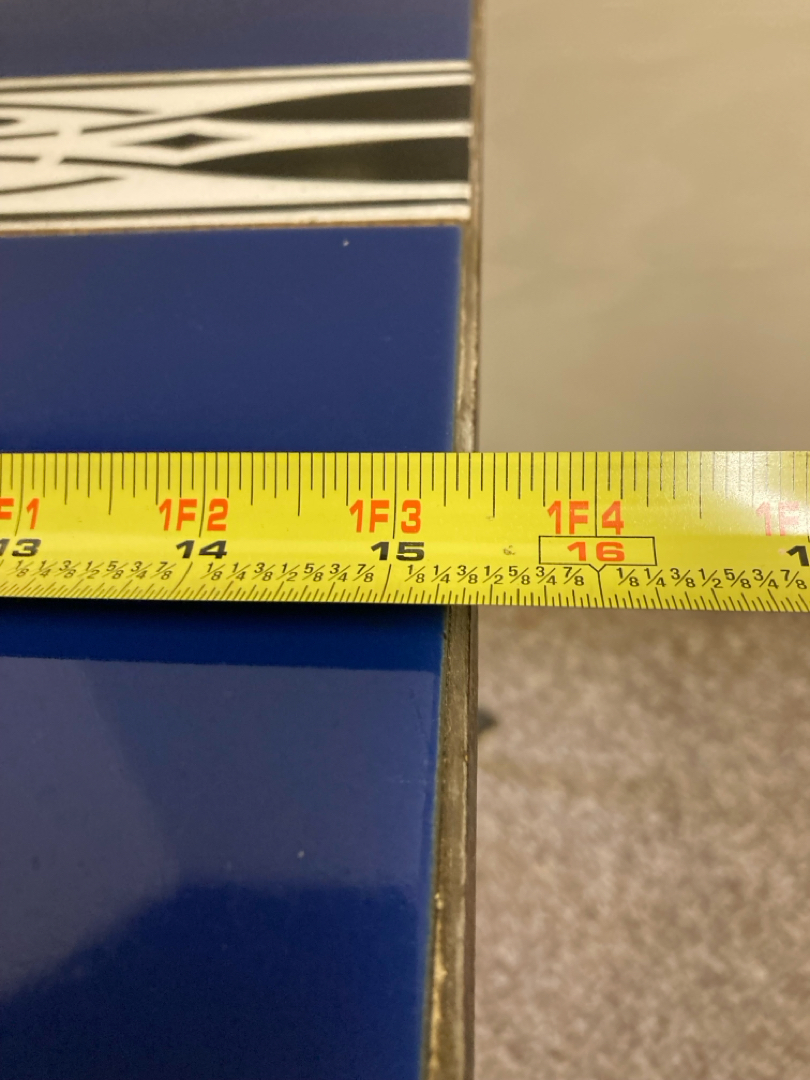 F1 1F2 1F3 1F4 1F
13 14 15 16 1
⅛ ¼ ⅜ ½ ⅝ ¾ ⅞ ⅛ ¼ ⅜ ½ ⅝ ¾ ⅞ ⅛ ¼ ⅜ ½ ⅝ ¾ ⅞ ⅛ ¼ ⅜ ½ ⅝ ¾ ⅞